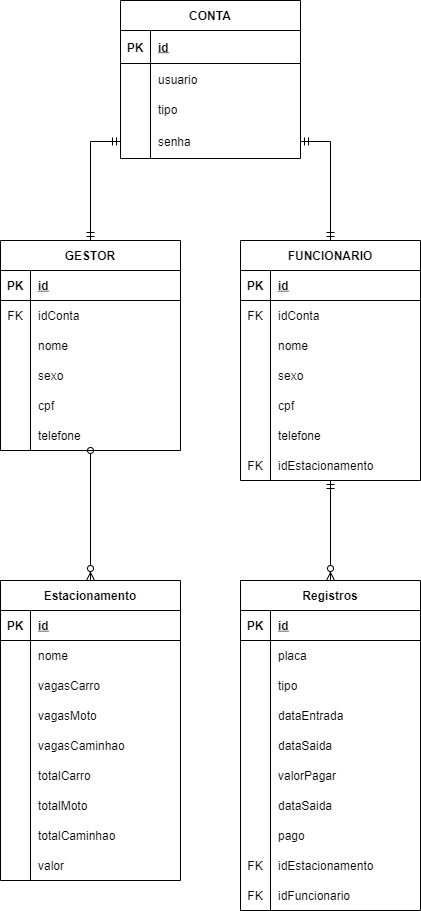 CONTA
PK id
usuario
tipo
senha
GESTOR
PK id
FK idConta
nome
sexo
cpf
telefone
FUNCIONARIO
PK id
FK idConta
nome
sexo
cpf
telefone
FK idEstacionamento
Estacionamento
PK id
nome
vagasCarro
vagasMoto
vagasCaminhao
totalCarro
totalMoto
totalCaminhao
valor
Registros
PK id
placa
tipo
dataEntrada
dataSaida
valorPagar
dataSaida
pago
FK idEstacionamento
FK idFuncionario